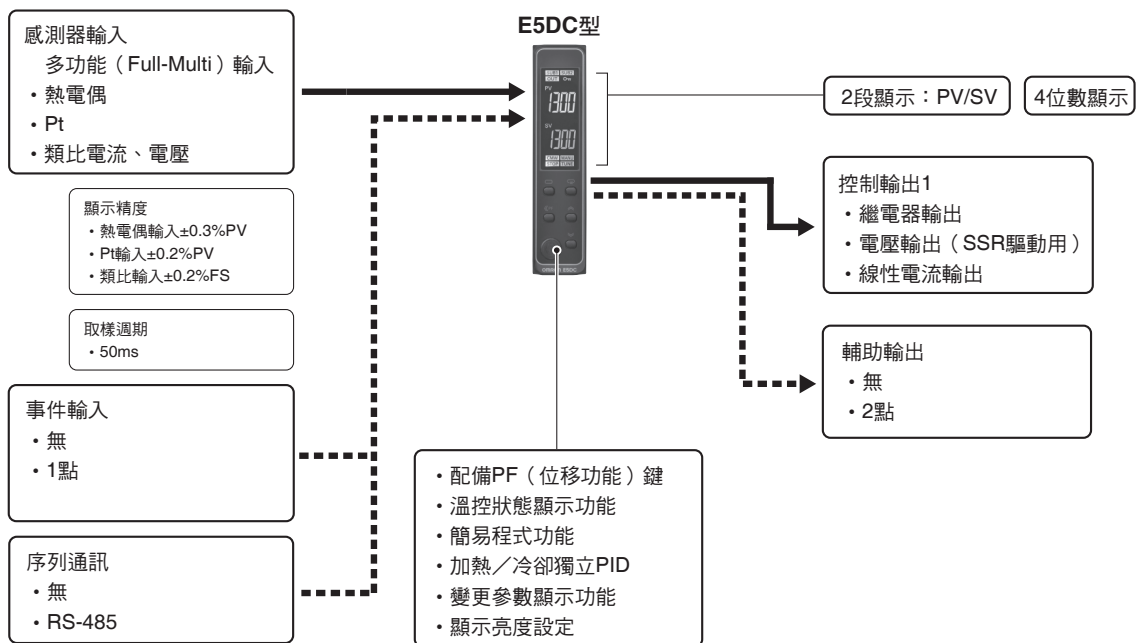 E5DC型
感測器輸入
多功能（Full-Multi）輸入
・熱電偶
・Pt
・類比電流、電壓
顯示精度
・熱電偶輸入±0.3%PV
・Pt輸入±0.2%PV
・類比輸入±0.2%FS
取樣週期
・50ms
事件輸入
・無
・1點
序列通訊
・無
・RS-485
PV
1300
SV
1300
2段顯示：PV/SV
4位數顯示
控制輸出1
・繼電器輸出
・電壓輸出（SSR驅動用）
・線性電流輸出
輔助輸出
・無
・2點
・配備PF（位移功能）鍵
・溫控狀態顯示功能
・簡易程式功能
・加熱／冷卻獨立PID
・變更參數顯示功能
・顯示亮度設定